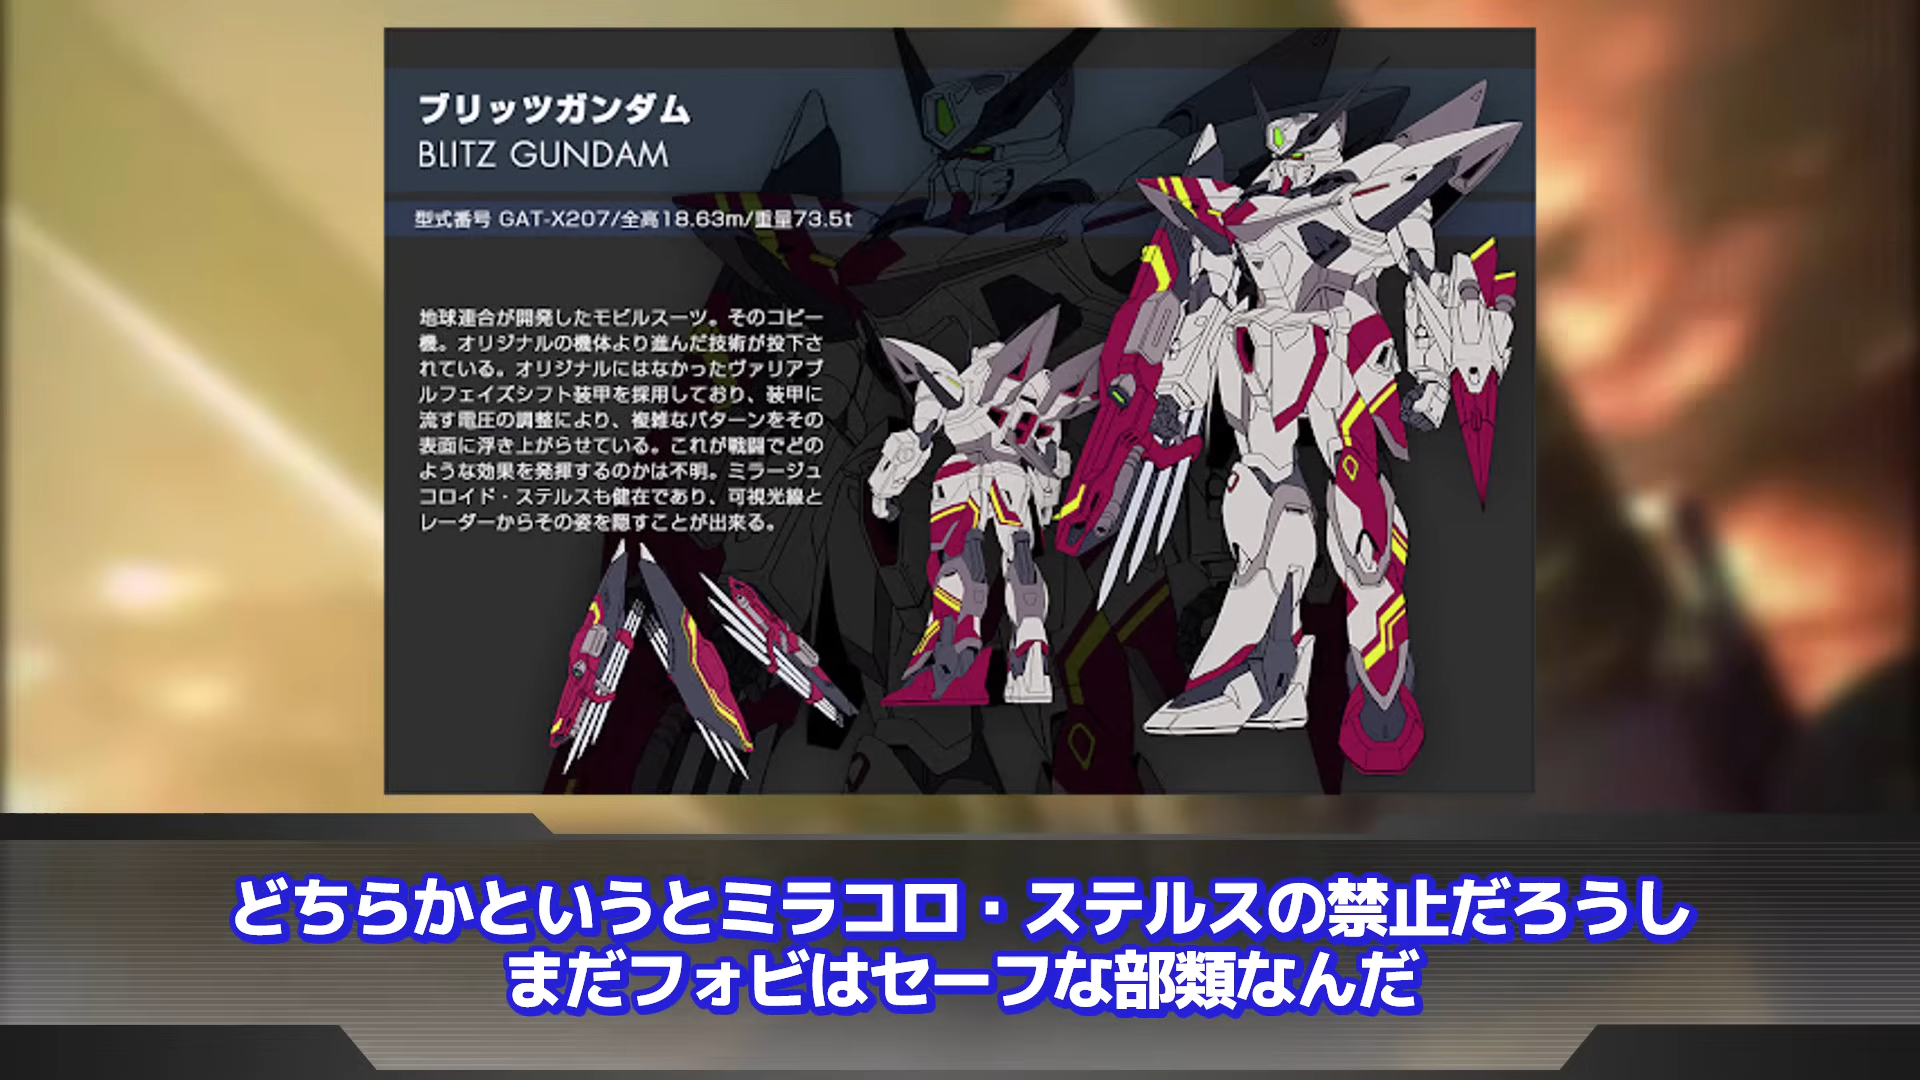 ブリッツガンダム
BLITZ GUNDAM
型式番号 GAT-X207/全高18.63m/重量73.5t
地球連合が開発したモビルスーツ。そのコピー
機。オリジナルの機体より進んだ技術が投下さ
れている。オリジナルにはなかったヴァリアブ
ルフェイズシフト装甲を採用しており、装甲に
流す電圧の調整により、複雑なパターンをその
表面に浮き上がらせている。これが戦闘でどの
ような効果を発揮するのかは不明。ミラージュ
コロイド・ステルスも健在であり、可視光線と
レーダーからその姿を隠すことが出来る。
どちらかというとミラコロ・ステルスの禁止だろうし
まだフォビはセーフな部類なんだ